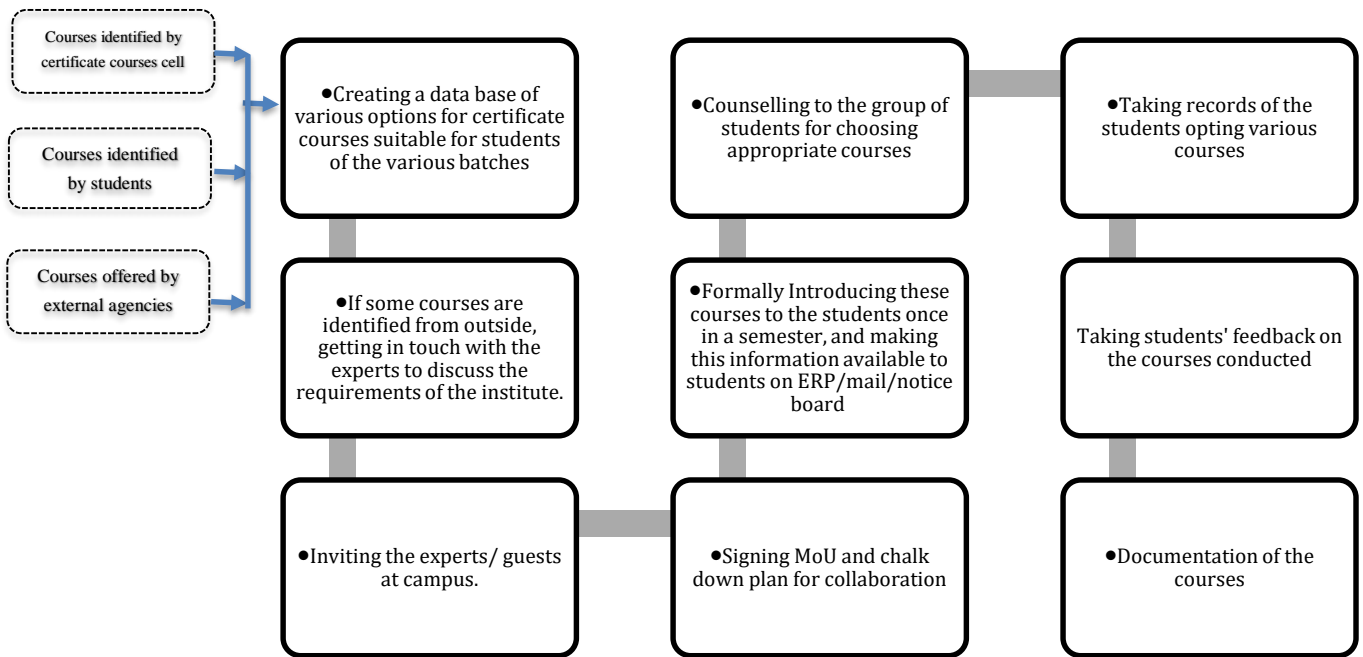 Courses identified by
certificate courses cell
Courses identified
by students
Courses offered by
external agencies
•Creating a data base of
various options for certificate
courses suitable for students
of the various batches
•If some courses are
identified from outside,
getting in touch with the
experts to discuss the
requirements of the institute.
•Inviting the experts/ guests
at campus.
•Signing MoU and chalk
down plan for collaboration
•Formally Introducing these
courses to the students once
in a semester, and making
this information available to
students on ERP/mail/notice
board
•Counselling to the group of
students for choosing
appropriate courses
•Taking records of the
students opting various
courses
Taking students' feedback on
the courses conducted
•Documentation of the
courses